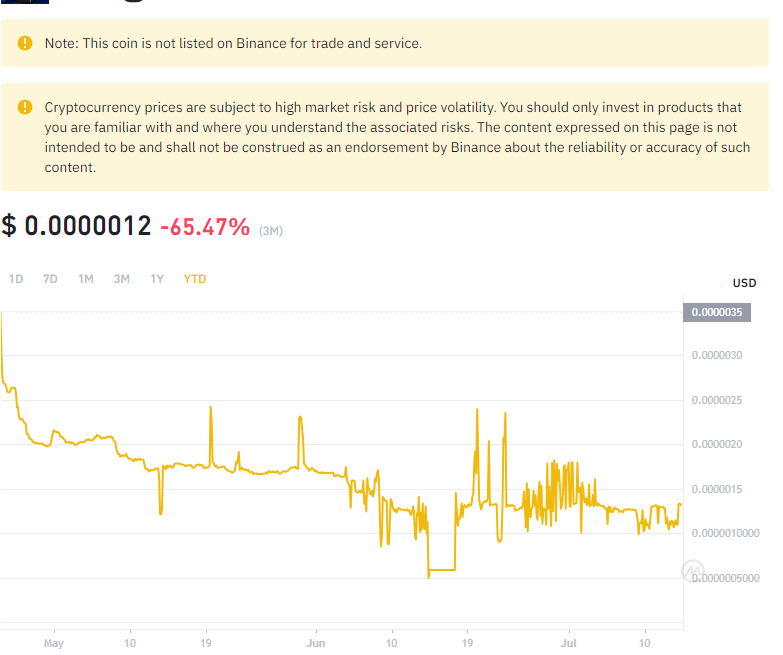 Note: This coin is not listed on Binance for trade and service.
Cryptocurrency prices are subject to high market risk and price volatility. You should only invest in products that
you are familiar with and where you understand the associated risks. The content expressed on this page is not
intended to be and shall not be construed as an endorsement by Binance about the reliability or accuracy of such
content.
$ 0.0000012 -65.47% (3M)
1D 7D 1M 3M 1Y YTD
USD
0.0000035
0.0000030
0.0000025
0.0000020
0.0000015
0.0000010000
0.0000005000
May 10 19 Jun 10 19 Jul 10